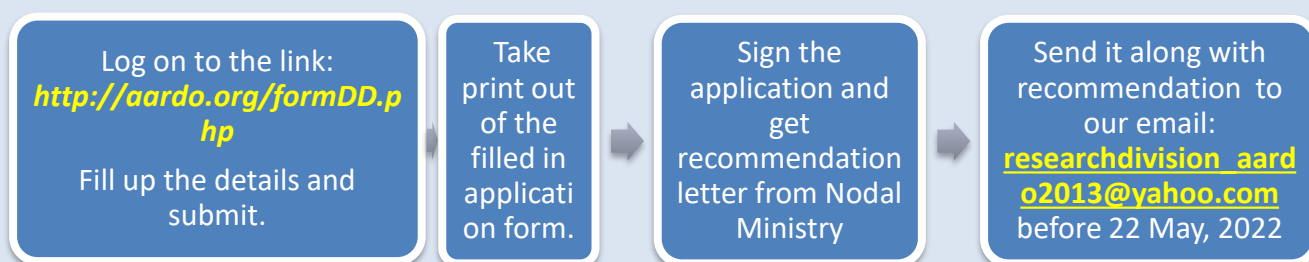 Log on to the link:
http://aardo.org/formDD.p
hp
Fill up the details and
submit.
Take
print out
of the
filled in
applicati
on form.
Sign the
application and
get
recommendation
letter from Nodal
Ministry
Send it along with
recommendation to
our email:
researchdivision_aard
o2013@yahoo.com
before 22 May, 2022